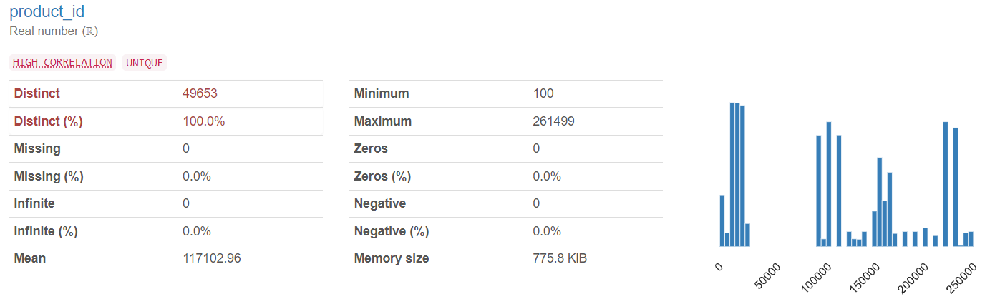 product_id
Real number (ℝ)
HIGH CORRELATION UNIQUE
Distinct 49653
Distinct (%) 100.0%
Missing 0
Missing (%) 0.0%
Infinite 0
Infinite (%) 0.0%
Mean 117102.96
Minimum 100
Maximum 261499
Zeros 0
Zeros (%) 0.0%
Negative 0
Negative (%) 0.0%
Memory size 775.8 KiB
0 50000 100000 150000 200000 250000